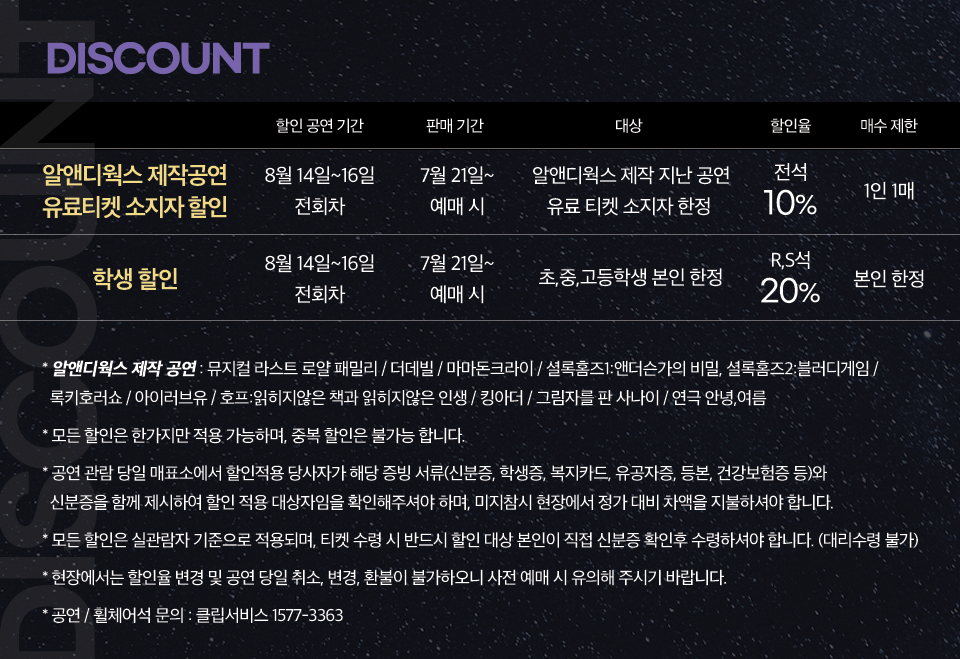 DISCOUNT
할인 공연 기간 판매 기간 대상 할인율 매수 제한
알앤디웍스 제작공연 유료티켓 소지자 할인 8월 14일~16일 전회차 7월 21일~ 예매 시 알앤디웍스 제작 지난 공연 유료 티켓 소지자 한정 전석 10% 1인 1매
학생 할인 8월 14일~16일 전회차 7월 21일~ 예매 시 초,중,고등학생 본인 한정 R,S석 20% 본인 한정
* 알앤디웍스 제작 공연 : 뮤지컬 라스트 로얄 패밀리 / 더데빌 / 마마돈크라이 / 셜록홈즈1:앤더슨가의 비밀, 셜록홈즈2:블러디게임 /
록키호러쇼 / 아이러브유 / 호프:읽히지않은 책과 읽히지않은 인생 / 킹아더 / 그림자를 판 사나이 / 연극 안녕,여름
* 모든 할인은 한가지만 적용 가능하며, 중복 할인은 불가능 합니다.
* 공연 관람 당일 매표소에서 할인적용 당사자가 해당 증빙 서류(신분증, 학생증, 복지카드, 유공자증, 등본, 건강보험증 등)와
신분증을 함께 제시하여 할인 적용 대상자임을 확인해주셔야 하며, 미지참시 현장에서 정가 대비 차액을 지불하셔야 합니다.
* 모든 할인은 실관람자 기준으로 적용되며, 티켓 수령 시 반드시 할인 대상 본인이 직접 신분증 확인후 수령하셔야 합니다. (대리수령 불가)
* 현장에서는 할인율 변경 및 공연 당일 취소, 변경, 환불이 불가하오니 사전 예매 시 유의해 주시기 바랍니다.
* 공연 / 휠체어석 문의 : 클립서비스 1577-3363
DISCOUNT